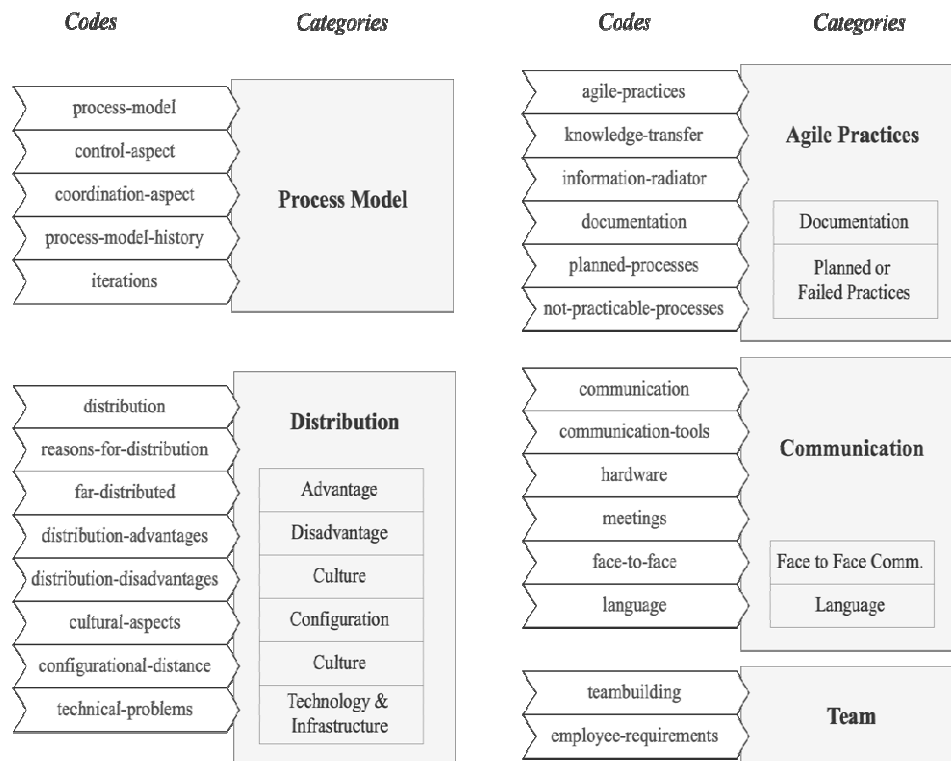 Codes
Categories
process-model
control-aspect
coordination-aspect
process-model-history
iterations
Process Model
distribution
reasons-for-distribution
far-distributed
distribution-advantages
distribution-disadvantages
cultural-aspects
configurational-distance
technical-problems
Distribution
Advantage
Disadvantage
Culture
Configuration
Culture
Technology &
Infrastructure
Codes
Categories
agile-practices
knowledge-transfer
information-radiator
documentation
planned-processes
not-practicable-processes
Agile Practices
Documentation
Planned or
Failed Practices
communication
communication-tools
hardware
meetings
face-to-face
language
Communication
Face to Face Comm.
Language
teambuilding
employee-requirements
Team